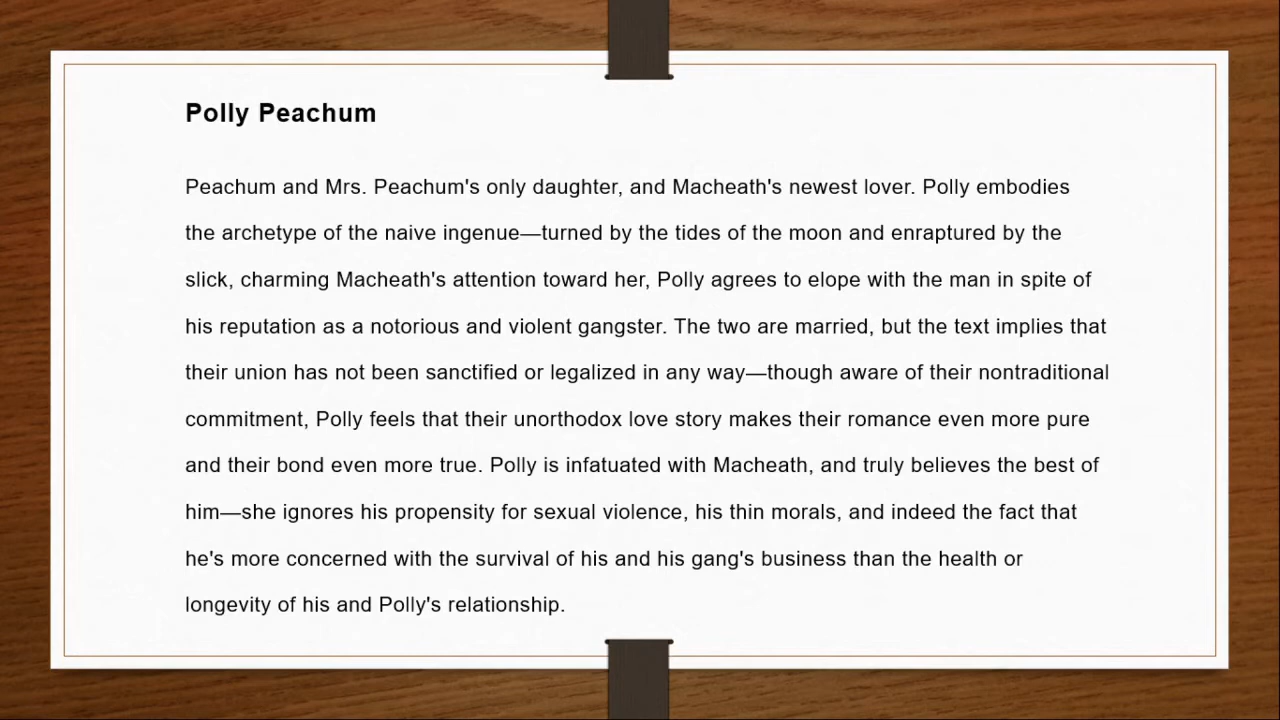 Polly Peachum
Peachum and Mrs. Peachum's only daughter, and Macheath's newest lover. Polly embodies
the archetype of the naive ingenue—turned by the tides of the moon and enraptured by the
slick, charming Macheath's attention toward her, Polly agrees to elope with the man in spite of
his reputation as a notorious and violent gangster. The two are married, but the text implies that
their union has not been sanctified or legalized in any way—though aware of their nontraditional
commitment, Polly feels that their unorthodox love story makes their romance even more pure
and their bond even more true. Polly is infatuated with Macheath, and truly believes the best of
him—she ignores his propensity for sexual violence, his thin morals, and indeed the fact that
he's more concerned with the survival of his and his gang's business than the health or
longevity of his and Polly's relationship.